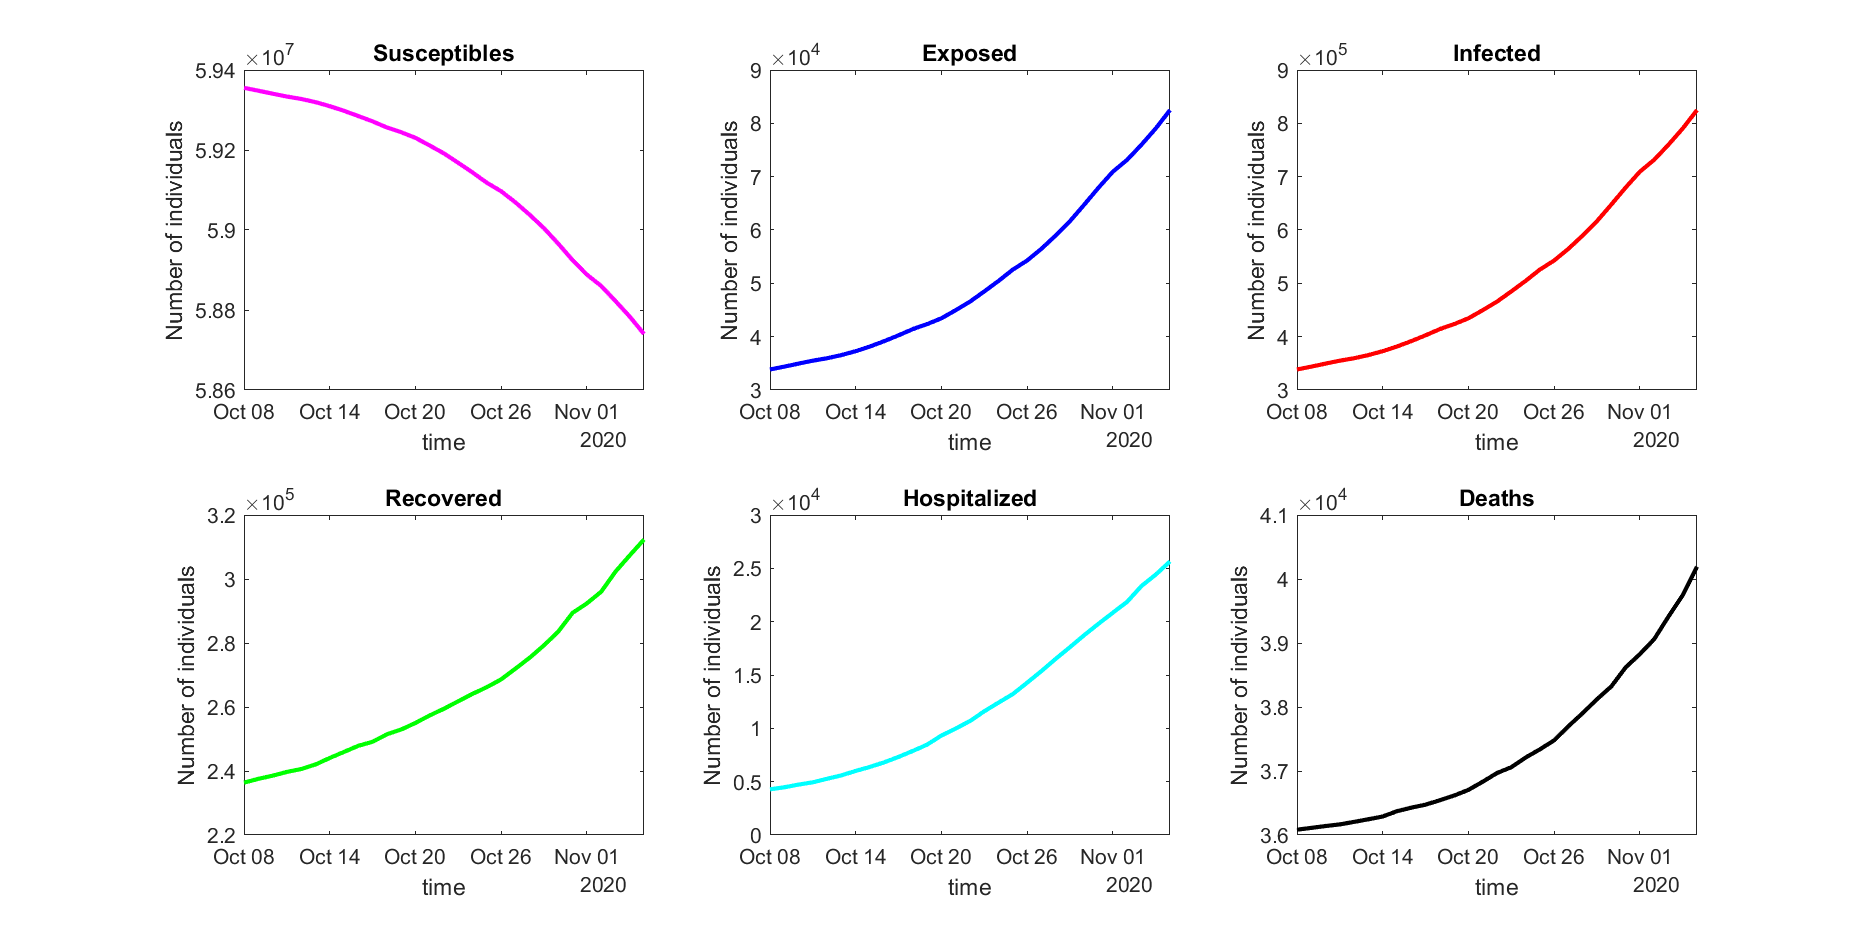 Susceptibles
×10^7
5.94
5.92
5.9
5.88
5.86
Number of individuals
Oct 08 Oct 14 Oct 20 Oct 26 Nov 01
time 2020
Exposed
×10^4
9
8
7
6
5
4
3
Number of individuals
Oct 08 Oct 14 Oct 20 Oct 26 Nov 01
time 2020
Infected
×10^5
9
8
7
6
5
4
3
Number of individuals
Oct 08 Oct 14 Oct 20 Oct 26 Nov 01
time 2020
Recovered
×10^5
3.2
3
2.8
2.6
2.4
2.2
Number of individuals
Oct 08 Oct 14 Oct 20 Oct 26 Nov 01
time 2020
Hospitalized
×10^4
3
2.5
2
1.5
1
0.5
0
Number of individuals
Oct 08 Oct 14 Oct 20 Oct 26 Nov 01
time 2020
Deaths
×10^4
4.1
4
3.9
3.8
3.7
3.6
Number of individuals
Oct 08 Oct 14 Oct 20 Oct 26 Nov 01
time 2020